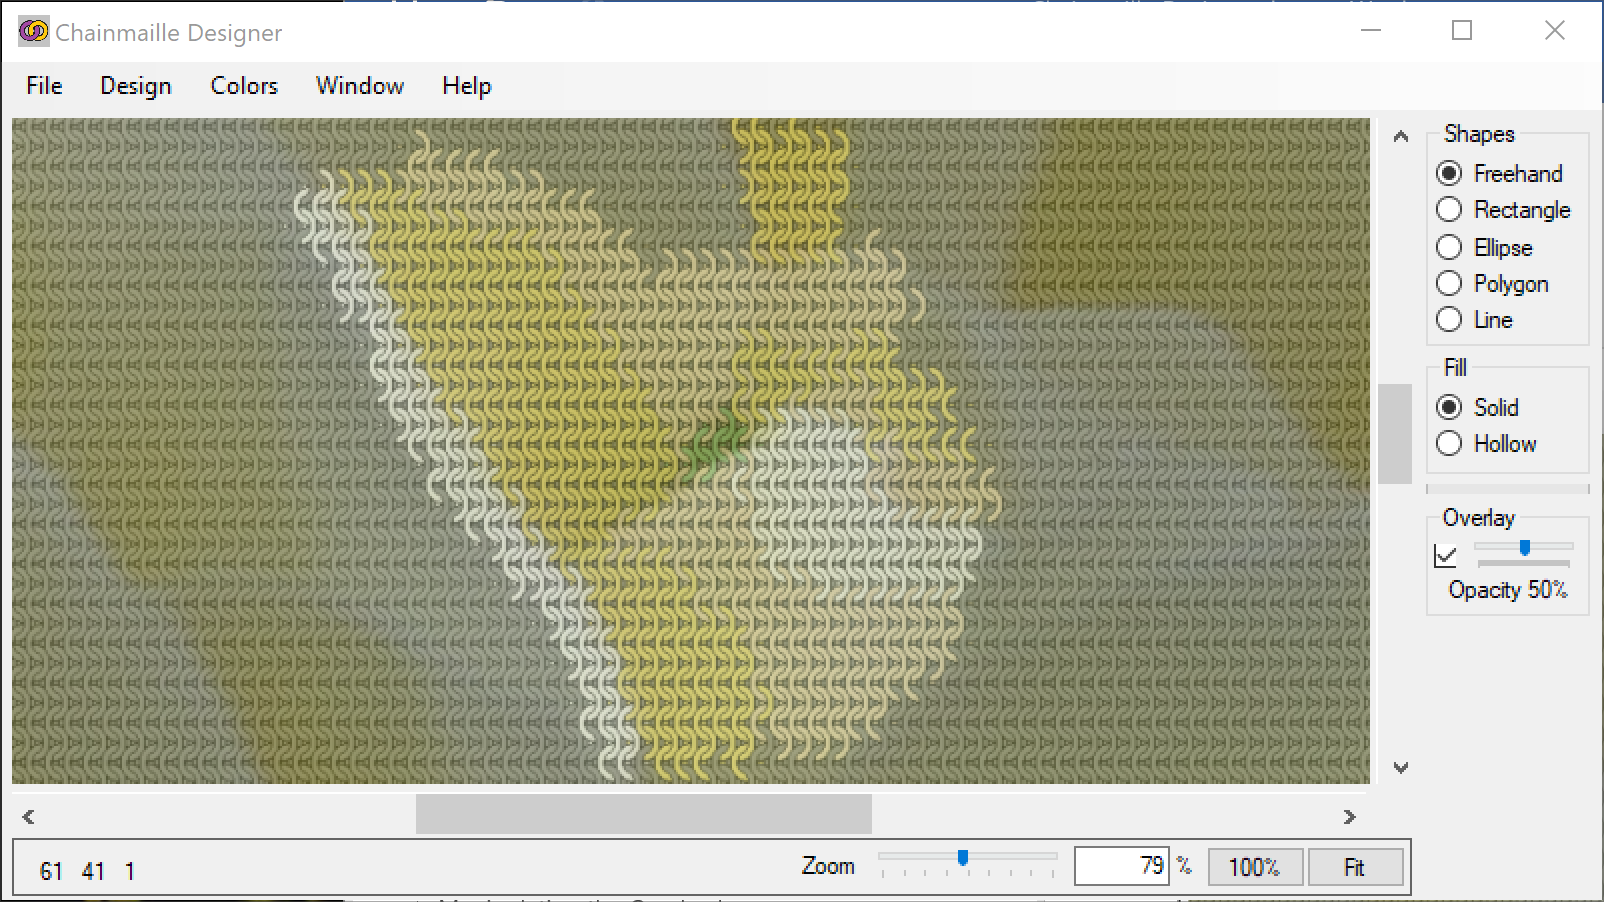 Chainmaille Designer
File Design Colors Window Help
Shapes
Freehand
Rectangle
Ellipse
Polygon
Line
Fill
Solid
Hollow
Overlay
Opacity 50%
61 41 1
Zoom
79 %
100%
Fit